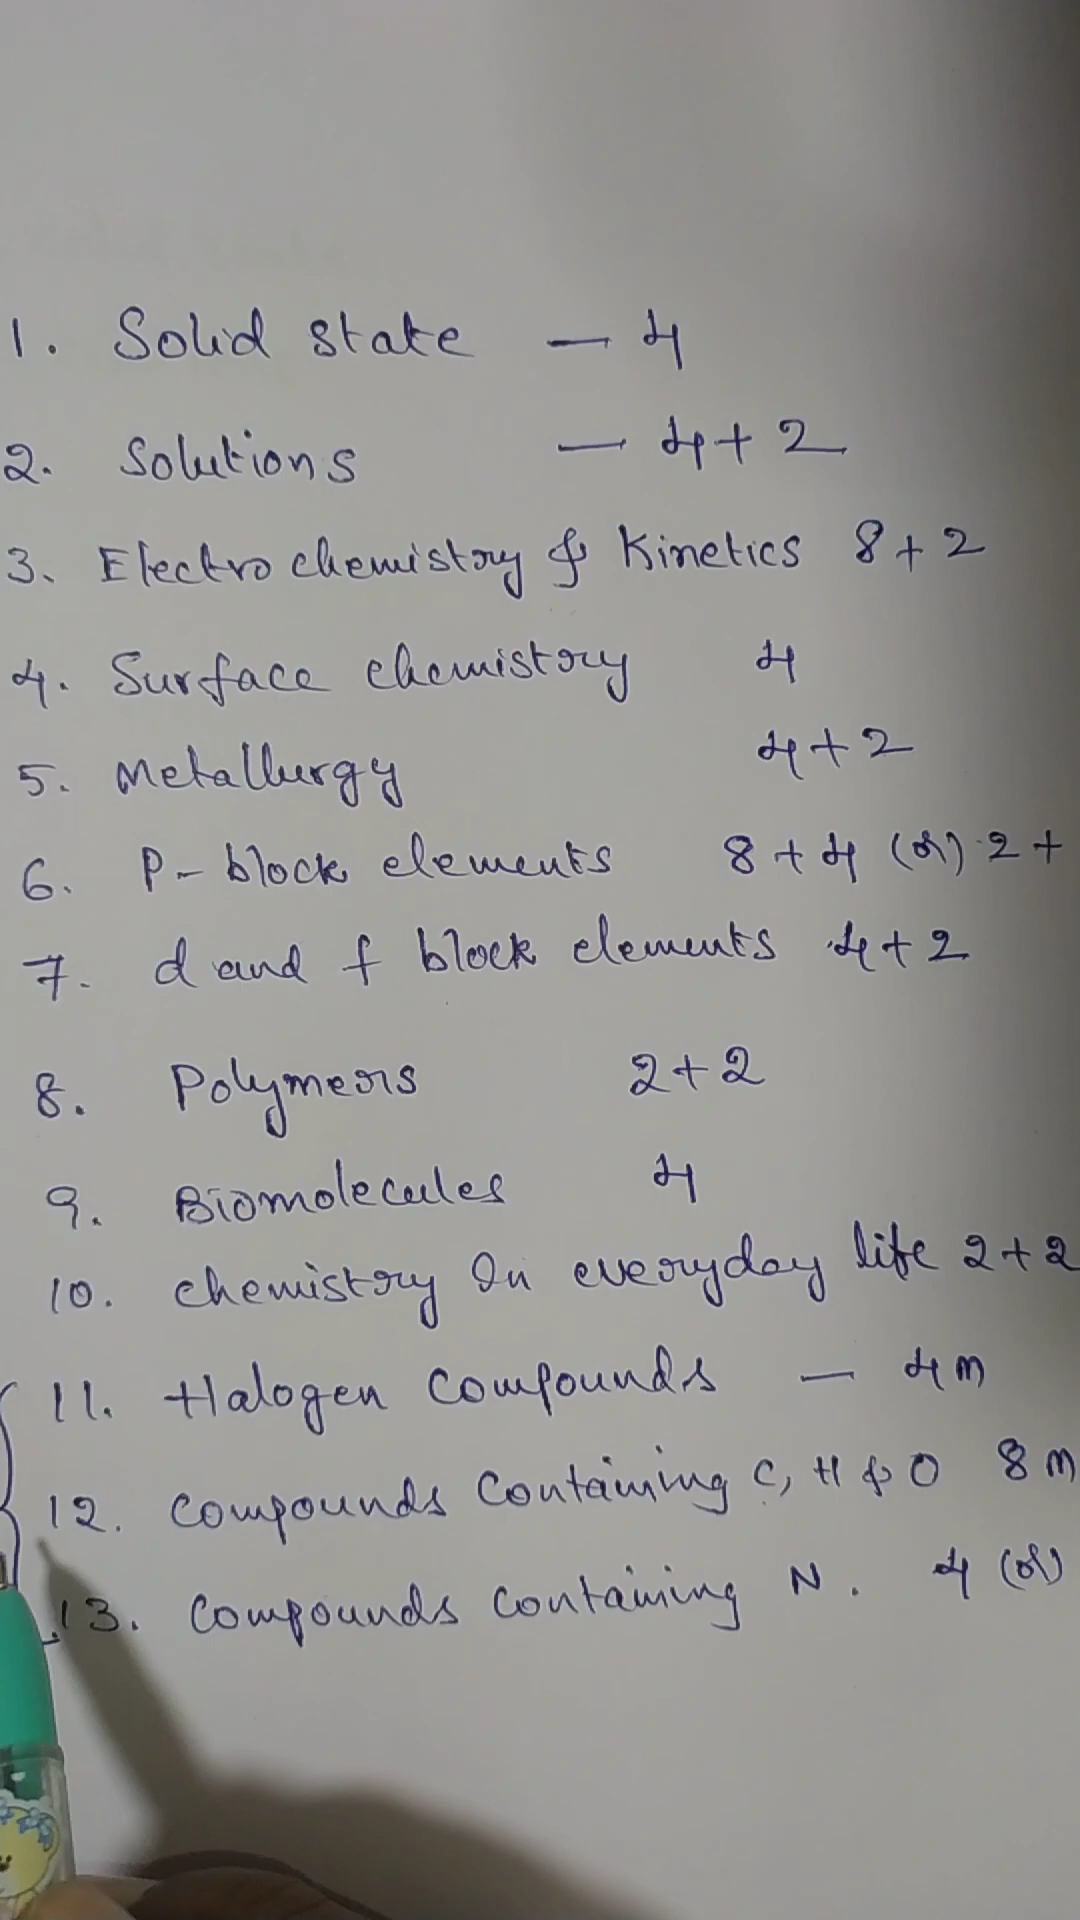 1. Solid state - 4
2. Solutions - 4+2
3. Electro chemistry & Kinetics 8+2
4. Surface chemistry 4
5. Metallurgy 4+2
6. P-block elements 8+4 (or) 2+
7. d and f block elements 4+2
8. Polymers 2+2
9. Biomolecules 4
10. chemistry In everyday life 2+2
11. Halogen Compounds - 4m
12. Compounds Containing C, H & O 8m
13. Compounds Containing N. 4 (or)